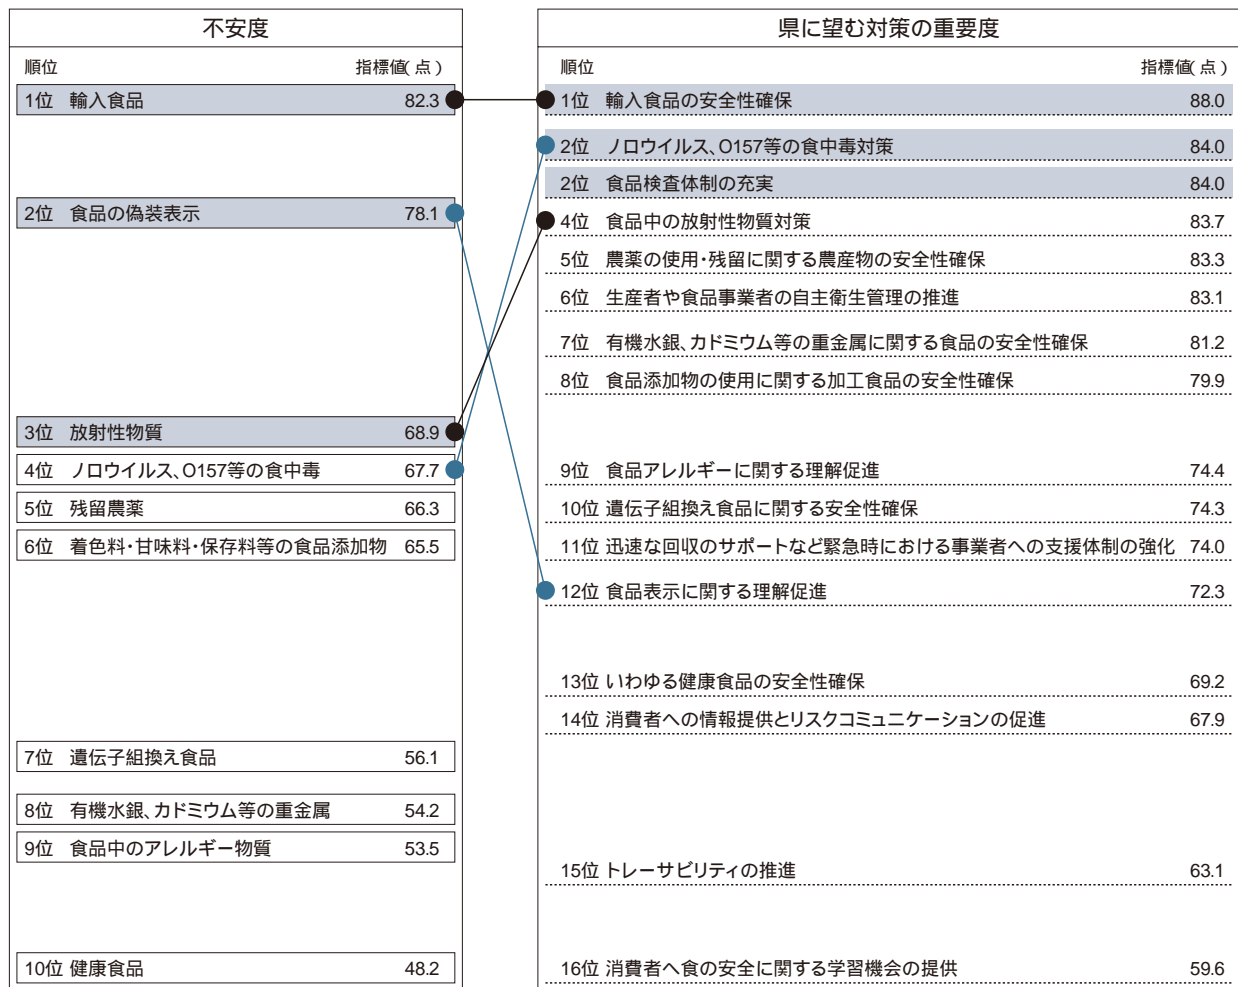 不安度
順位 指標値(点)
1位 輸入食品 82.3
2位 食品の偽装表示 78.1
3位 放射性物質 68.9
4位 ノロウイルス、O157等の食中毒 67.7
5位 残留農薬 66.3
6位 着色料・甘味料・保存料等の食品添加物 65.5
7位 遺伝子組換え食品 56.1
8位 有機水銀、カドミウム等の重金属 54.2
9位 食品中のアレルギー物質 53.5
10位 健康食品 48.2
県に望む対策の重要度
順位 指標値(点)
1位 輸入食品の安全性確保 88.0
2位 ノロウイルス、O157等の食中毒対策 84.0
2位 食品検査体制の充実 84.0
4位 食品中の放射性物質対策 83.7
5位 農薬の使用・残留に関する農産物の安全性確保 83.3
6位 生産者や食品事業者の自主衛生管理の推進 83.1
7位 有機水銀、カドミウム等の重金属に関する食品の安全性確保 81.2
8位 食品添加物の使用に関する加工食品の安全性確保 79.9
9位 食品アレルギーに関する理解促進 74.4
10位 遺伝子組換え食品に関する安全性確保 74.3
11位 迅速な回収のサポートなど緊急時における事業者への支援体制の強化 74.0
12位 食品表示に関する理解促進 72.3
13位 いわゆる健康食品の安全性確保 69.2
14位 消費者への情報提供とリスクコミュニケーションの促進 67.9
15位 トレーサビリティの推進 63.1
16位 消費者へ食の安全に関する学習機会の提供 59.6